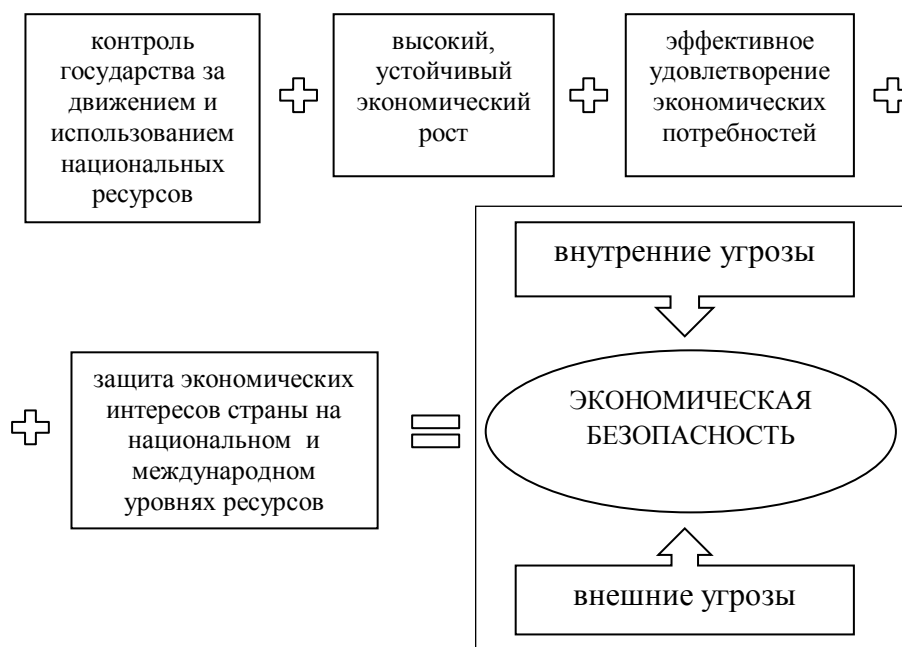 контроль
государства за
движением и
использованием
национальных
ресурсов
высокий,
устойчивый
экономический
рост
эффективное
удовлетворение
экономических
потребностей
внутренние угрозы
защита экономических
интересов страны на
национальном и
международном
уровнях ресурсов
ЭКОНОМИЧЕСКАЯ
БЕЗОПАСНОСТЬ
внешние угрозы